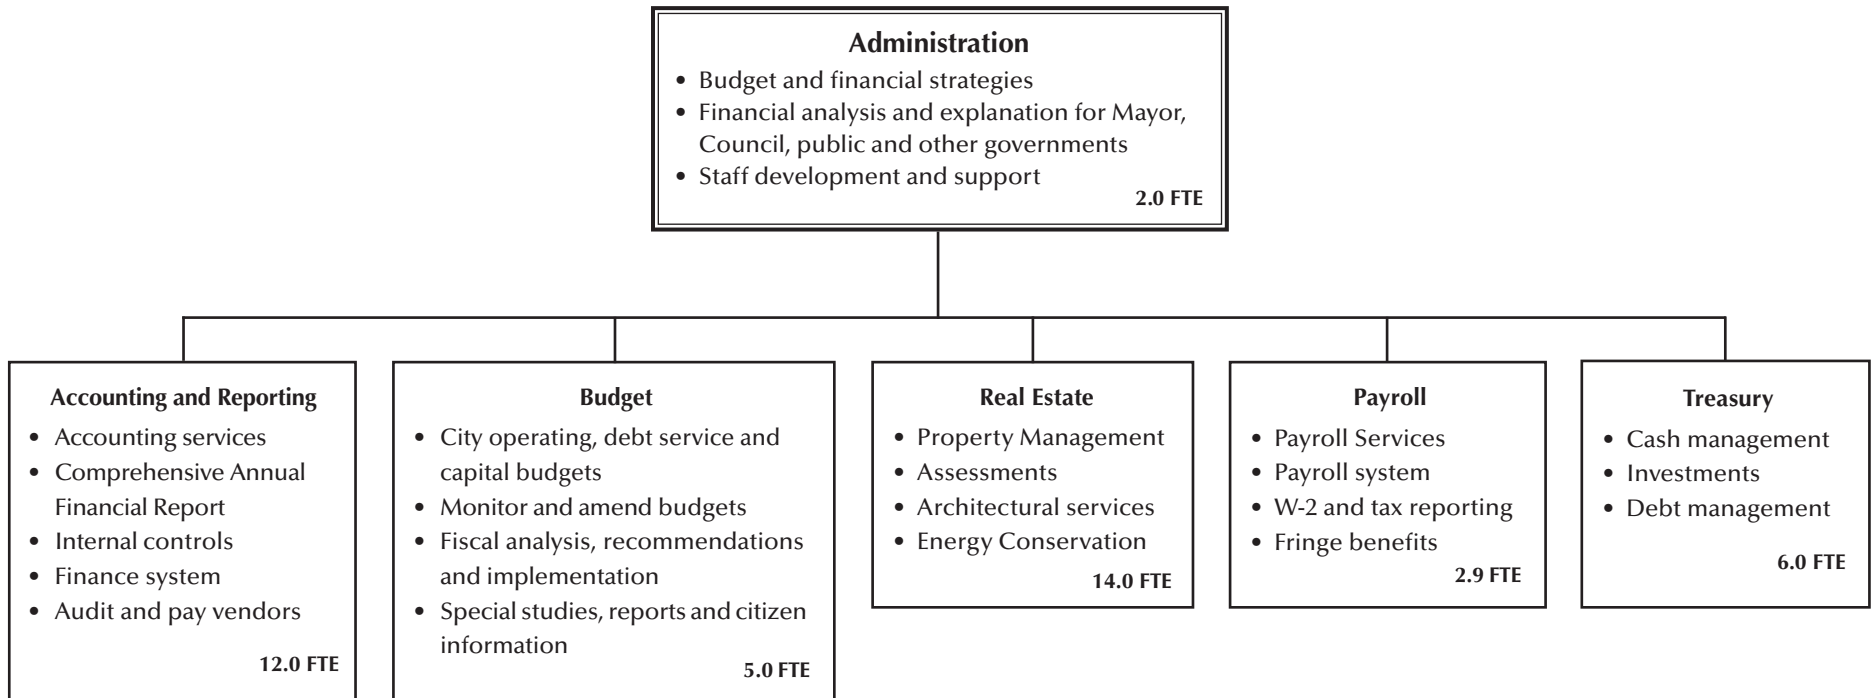 Administration
• Budget and financial strategies
• Financial analysis and explanation for Mayor,
Council, public and other governments
• Staff development and support
2.0 FTE
Accounting and Reporting
• Accounting services
• Comprehensive Annual
Financial Report
• Internal controls
• Finance system
• Audit and pay vendors
12.0 FTE
Budget
• City operating, debt service and
capital budgets
• Monitor and amend budgets
• Fiscal analysis, recommendations
and implementation
• Special studies, reports and citizen
information
5.0 FTE
Real Estate
• Property Management
• Assessments
• Architectural services
• Energy Conservation
14.0 FTE
Payroll
• Payroll Services
• Payroll system
• W-2 and tax reporting
• Fringe benefits
2.9 FTE
Treasury
• Cash management
• Investments
• Debt management
6.0 FTE